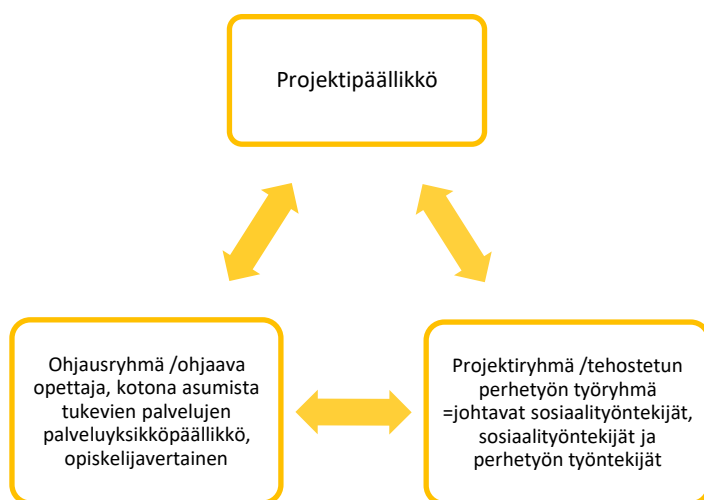 Projektipäällikkö
Ohjausryhmä /ohjaava
opettaja, kotona asumista
tukevien palvelujen
palveluyksikköpäällikkö,
opiskelijavertainen
Projektiryhmä /tehostetun
perhetyön työryhmä
=johtavat sosiaalityöntekijät,
sosiaalityöntekijät ja
perhetyön työntekijät